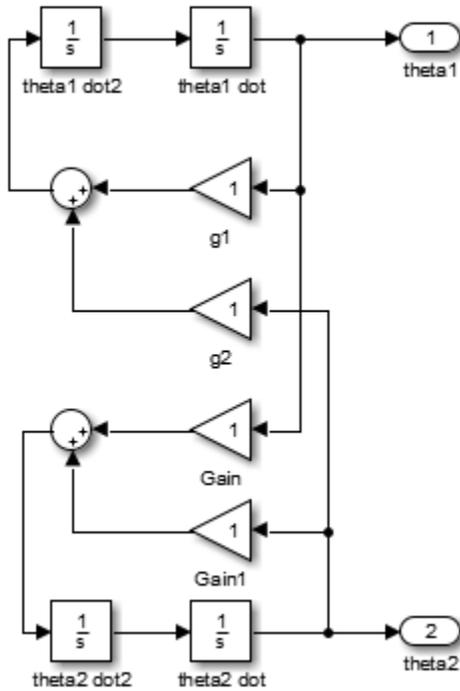 1
s
1
s
1
theta1 dot2
theta1 dot
theta1
+
+
1
g1
1
g2
+
+
1
Gain
1
Gain1
1
s
1
s
2
theta2 dot2
theta2 dot
theta2